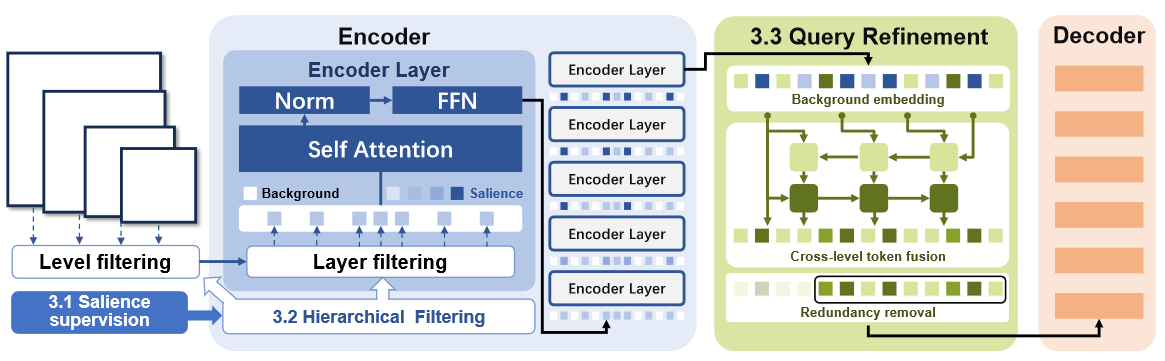 Encoder
Encoder Layer
Norm
FFN
Self Attention
Background
Salience
Level filtering
Layer filtering
3.1 Salience
supervision
3.2 Hierarchical Filtering
Encoder Layer
Encoder Layer
Encoder Layer
Encoder Layer
Encoder Layer
3.3 Query Refinement
Background embedding
Cross-level token fusion
Redundancy removal
Decoder